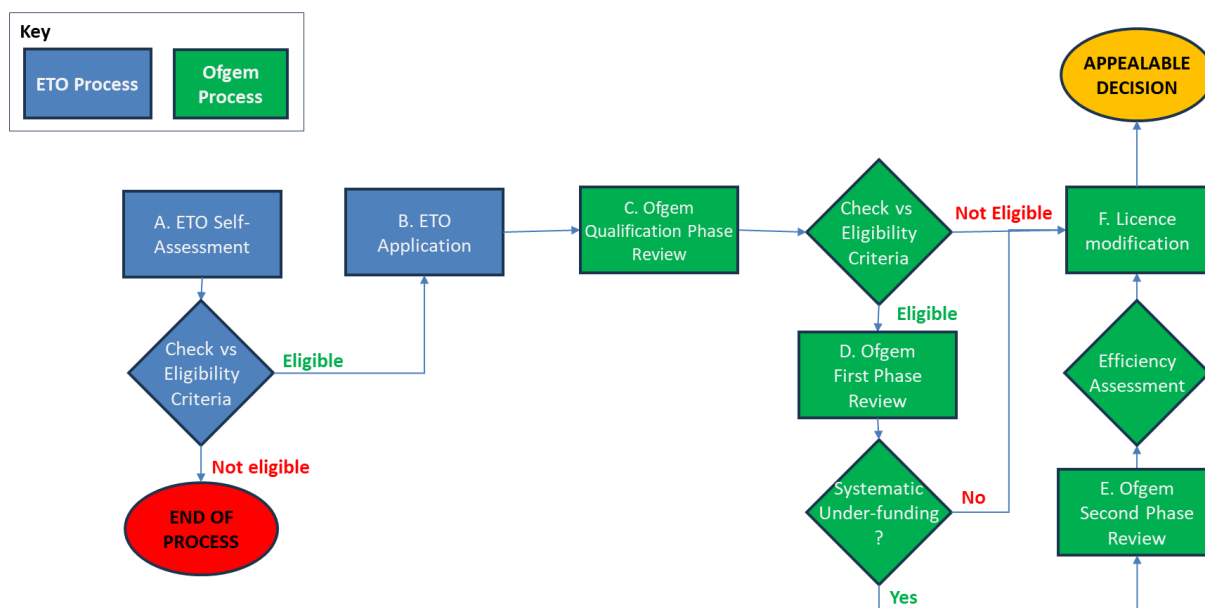 Key
ETO Process
Ofgem
Process
APPEALABLE
DECISION
A. ETO Self-
Assessment
B. ETO
Application
C. Ofgem
Qualification Phase
Review
Check vs
Eligibility
Criteria
Not Eligible
F. Licence
modification
Eligible
Check vs
Eligibility
Criteria
Eligible
D. Ofgem
First Phase
Review
Efficiency
Assessment
Not eligible
END OF
PROCESS
Systematic
Under-funding
?
No
E. Ofgem
Second Phase
Review
Yes